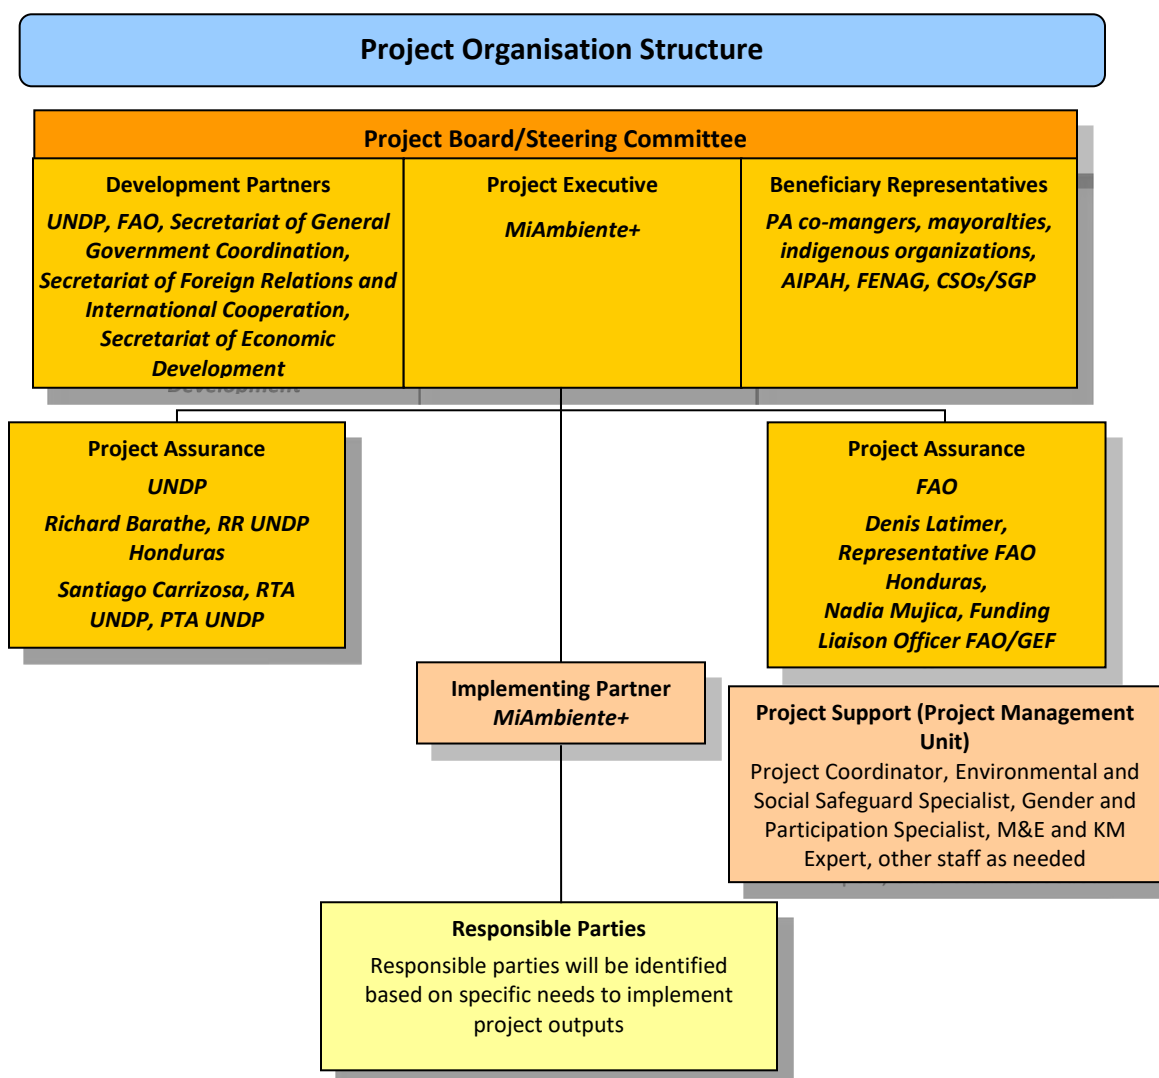 Project Organisation Structure
Project Board/Steering Committee
Development Partners
UNDP, FAO, Secretariat of General
Government Coordination,
Secretariat of Foreign Relations and
International Cooperation,
Secretariat of Economic
Development
Project Executive
MiAmbiente+
Beneficiary Representatives
PA co-mangers, mayoralties,
indigenous organizations,
AIPAH, FENAG, CSOs/SGP
Project Assurance
UNDP
Richard Barathe, RR UNDP
Honduras
Santiago Carrizosa, RTA
UNDP, PTA UNDP
Project Assurance
FAO
Denis Latimer,
Representative FAO
Honduras,
Nadia Mujica, Funding
Liaison Officer FAO/GEF
Implementing Partner
MiAmbiente+
Project Support (Project Management
Unit)
Project Coordinator, Environmental and
Social Safeguard Specialist, Gender and
Participation Specialist, M&E and KM
Expert, other staff as needed
Responsible Parties
Responsible parties will be identified
based on specific needs to implement
project outputs